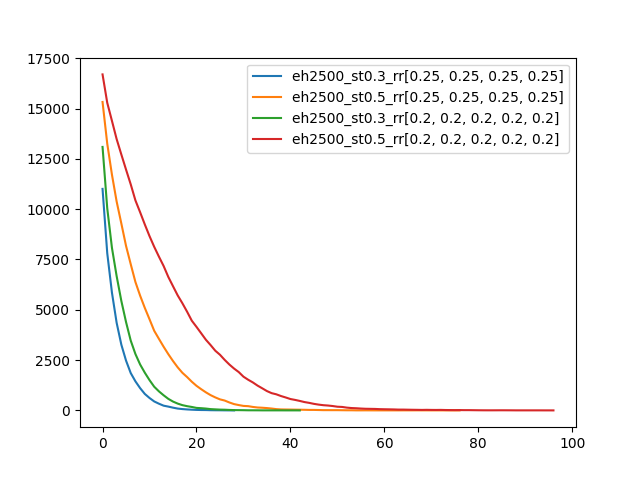 17500
15000
12500
10000
7500
5000
2500
0
eh2500_st0.3_rr[0.25, 0.25, 0.25, 0.25]
eh2500_st0.5_rr[0.25, 0.25, 0.25, 0.25]
eh2500_st0.3_rr[0.2, 0.2, 0.2, 0.2, 0.2]
eh2500_st0.5_rr[0.2, 0.2, 0.2, 0.2, 0.2]
0 20 40 60 80 100